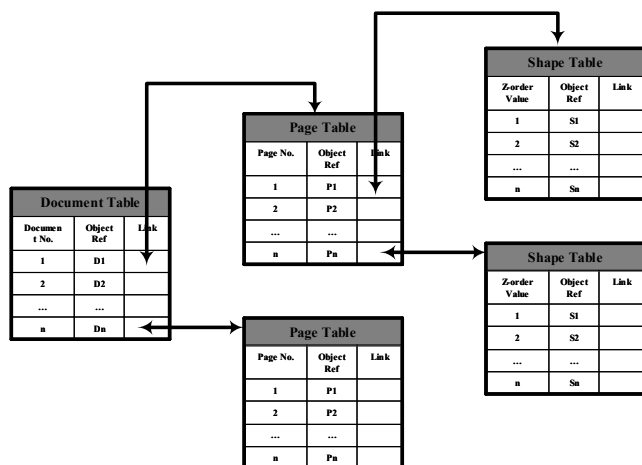 Shape Table
Z-order Value Object Ref Link
1 S1
2 S2
... ...
n Sn
Page Table
Page No. Object Ref Link
1 P1
2 P2
... ...
n Pn
Document Table
Documen t No. Object Ref Link
1 D1
2 D2
... ...
n Dn
Shape Table
Z-order Value Object Ref Link
1 S1
2 S2
... ...
n Sn
Page Table
Page No. Object Ref Link
1 P1
2 P2
... ...
n Pn